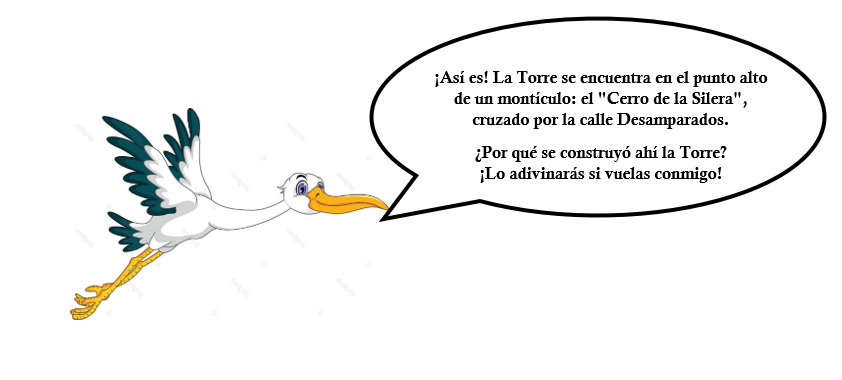 ¡Así es! La Torre se encuentra en el punto alto
de un montículo: el "Cerro de la Silera",
cruzado por la calle Desamparados.
¿Por qué se construyó ahí la Torre?
¡Lo adivinarás si vuelas conmigo!